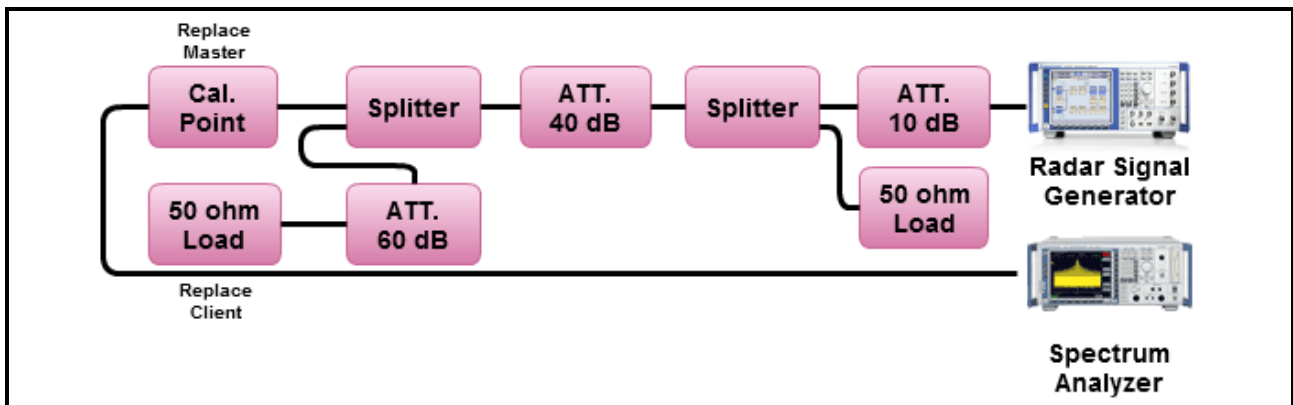 Replace
Master
Cal.
Point
Splitter
ATT.
40 dB
Splitter
ATT.
10 dB
Radar Signal
Generator
50 ohm
Load
ATT.
60 dB
50 ohm
Load
Replace
Client
Spectrum
Analyzer